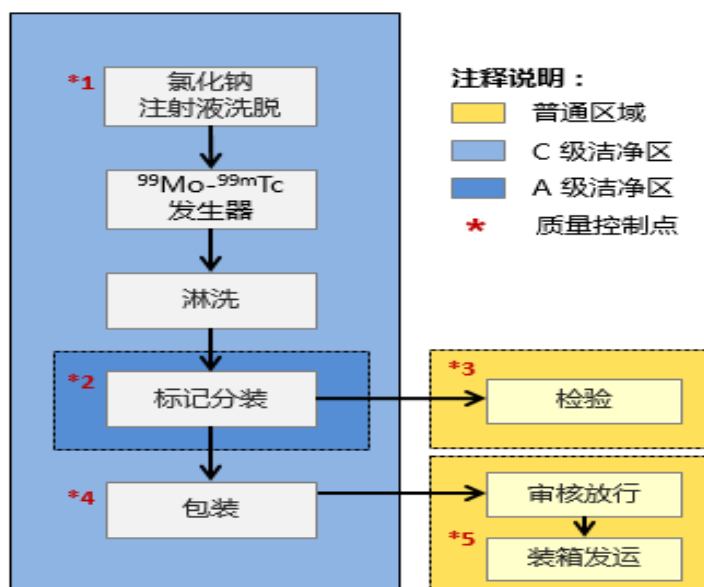 *1
氯化钠
注射液洗脱
⁹⁹Mo-⁹⁹ᵐTc
发生器
淋洗
*2
标记分装
*4
包装
注释说明：
普通区域
C 级洁净区
A 级洁净区
* 质量控制点
*3
检验
审核放行
*5
装箱发运